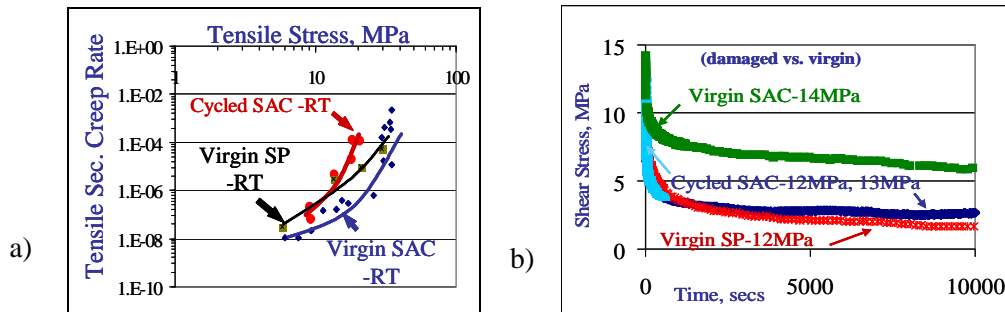 a)
Tensile Stress, MPa
Tensile Sec. Creep Rate
1.E+00
1.E-02
1.E-04
1.E-06
1.E-08
1.E-10
1
10
100
Cycled SAC -RT
Virgin SP
-RT
Virgin SAC
-RT
b)
Shear Stress, MPa
15
10
5
0
(damaged vs. virgin)
Virgin SAC-14MPa
Cycled SAC-12MPa, 13MPa
Virgin SP-12MPa
0
5000
10000
Time, secs